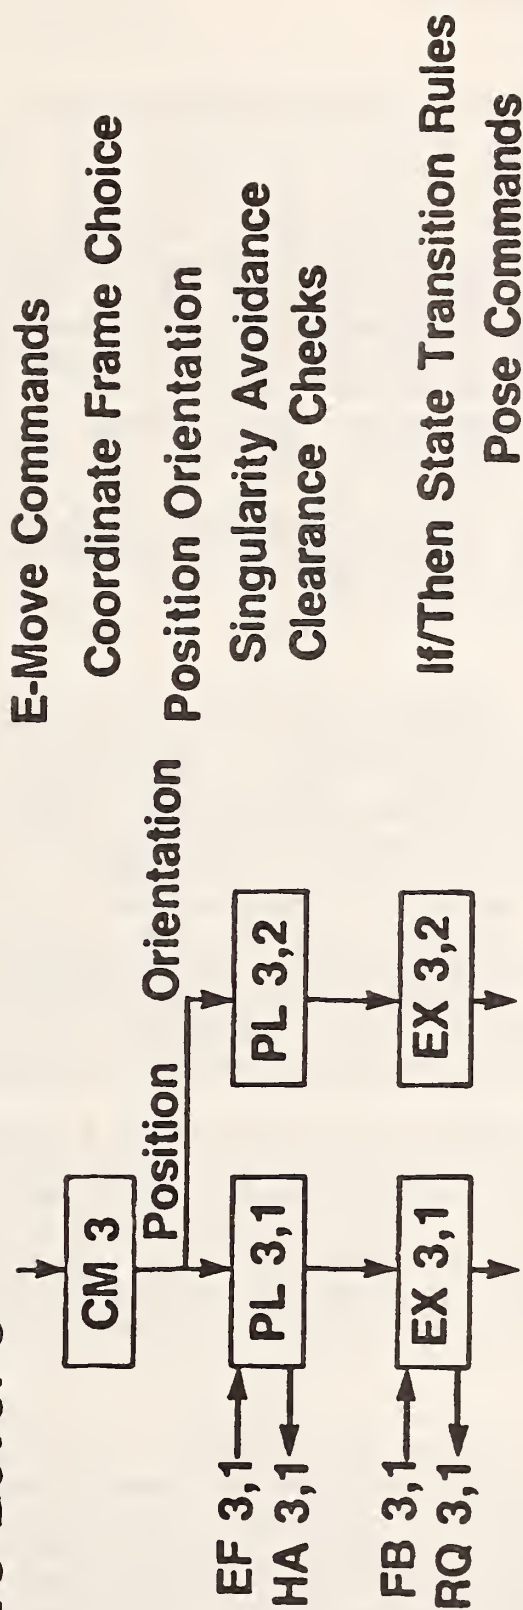 E-Move Commands
CM 3
Coordinate Frame Choice
Position Orientation
Position Orientation
EF 3,1
HA 3,1
PL 3,1
PL 3,2
Singularity Avoidance
Clearance Checks
FB 3,1
RQ 3,1
EX 3,1
EX 3,2
If/Then State Transition Rules
Pose Commands